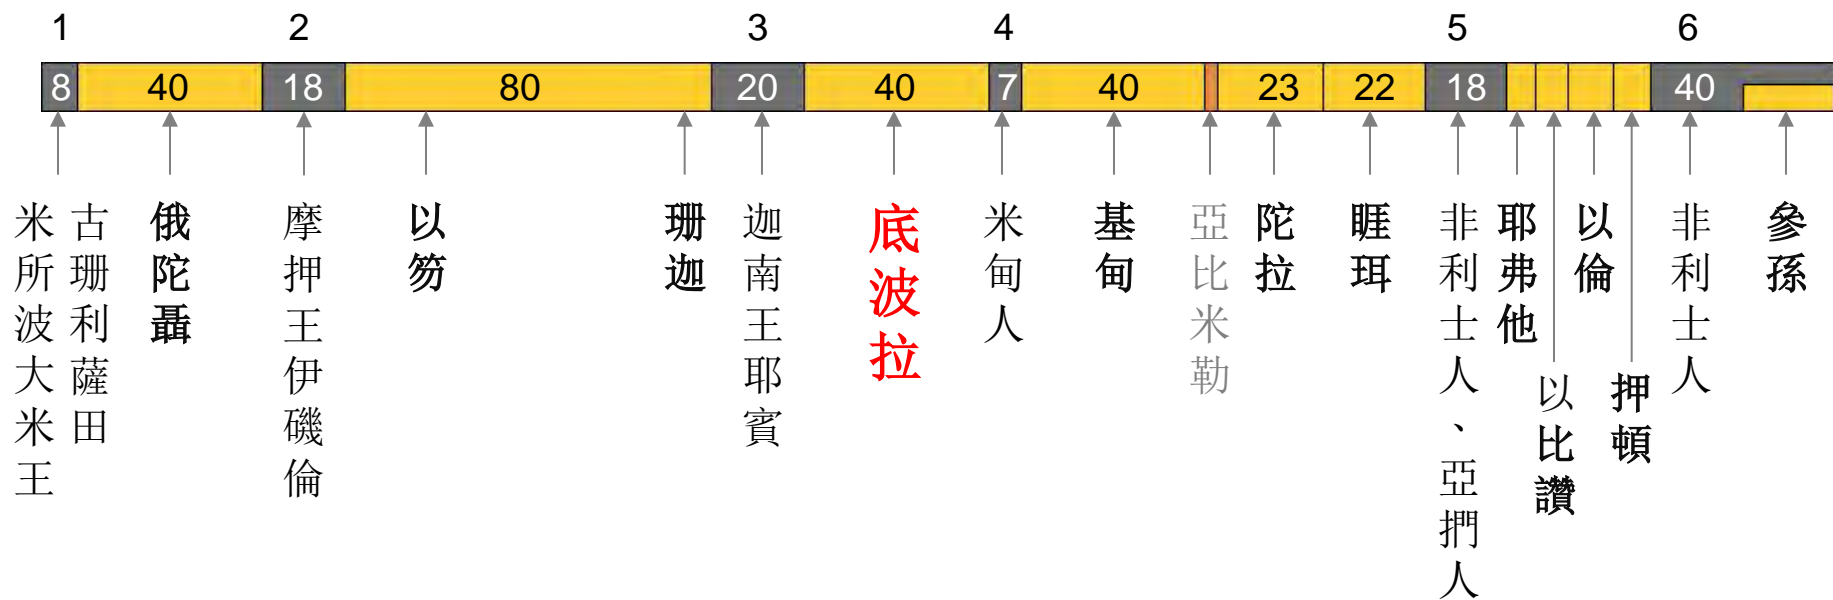 1 2 3 4 5 6
8 40 18 80 20 40 7 40 23 22 18 40
米所波大米王
古珊利薩田
俄陀聶
摩押王伊磯倫
以笏
珊迦
迦南王耶賓
底波拉
米甸人
基甸
亞比米勒
陀拉
睚珥
非利士人、亞捫人
耶弗他
以比讚
以倫
押頓
非利士人
參孫